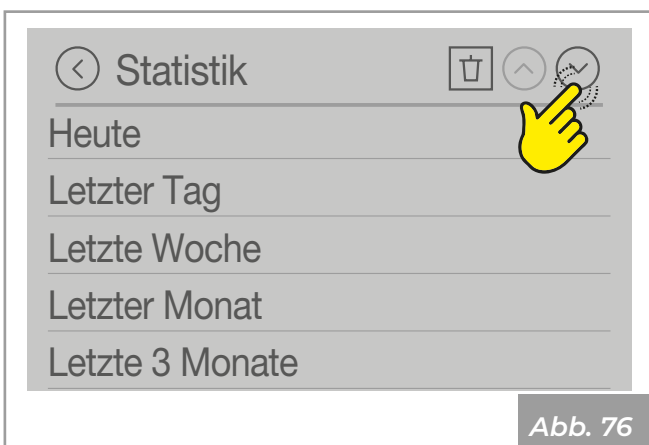 Statistik
Heute
Letzter Tag
Letzte Woche
Letzter Monat
Letzte 3 Monate
Abb. 76